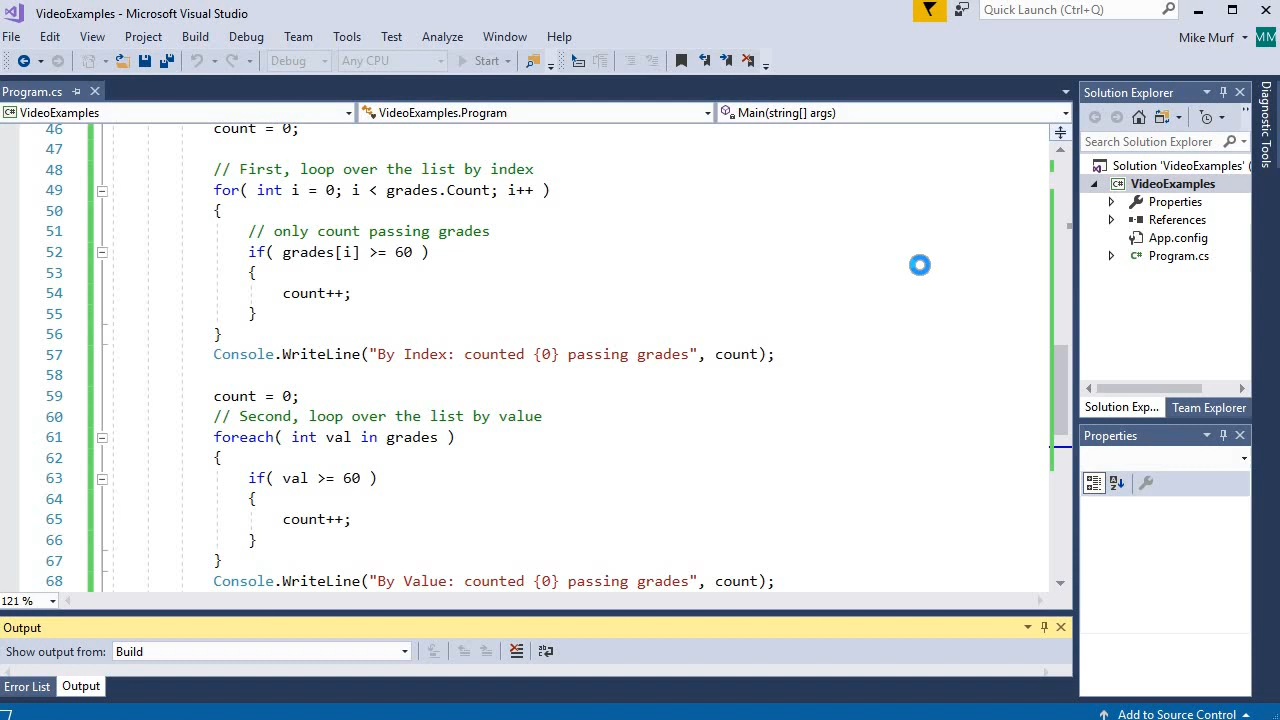 VideoExamples - Microsoft Visual Studio
Quick Launch (Ctrl+Q)
File Edit View Project Build Debug Team Tools Test Analyze Window Help
Mike Murf MM
Debug Any CPU Start
Program.cs
VideoExamples VideoExamples.Program Main(string[] args)
46 count = 0;
47
48 // First, loop over the list by index
49 for( int i = 0; i < grades.Count; i++ )
50 {
51 // only count passing grades
52 if( grades[i] >= 60 )
53 {
54 count++;
55 }
56 }
57 Console.WriteLine("By Index: counted {0} passing grades", count);
58
59 count = 0;
60 // Second, loop over the list by value
61 foreach( int val in grades )
62 {
63 if( val >= 60 )
64 {
65 count++;
66 }
67 }
68 Console.WriteLine("By Value: counted {0} passing grades", count);
121 %
Output
Show output from: Build
Error List Output
Solution Explorer
Search Solution Explorer
Solution 'VideoExamples' (
C# VideoExamples
Properties
References
App.config
C# Program.cs
Solution Exp... Team Explorer
Properties
Diagnostic Tools
Add to Source Control